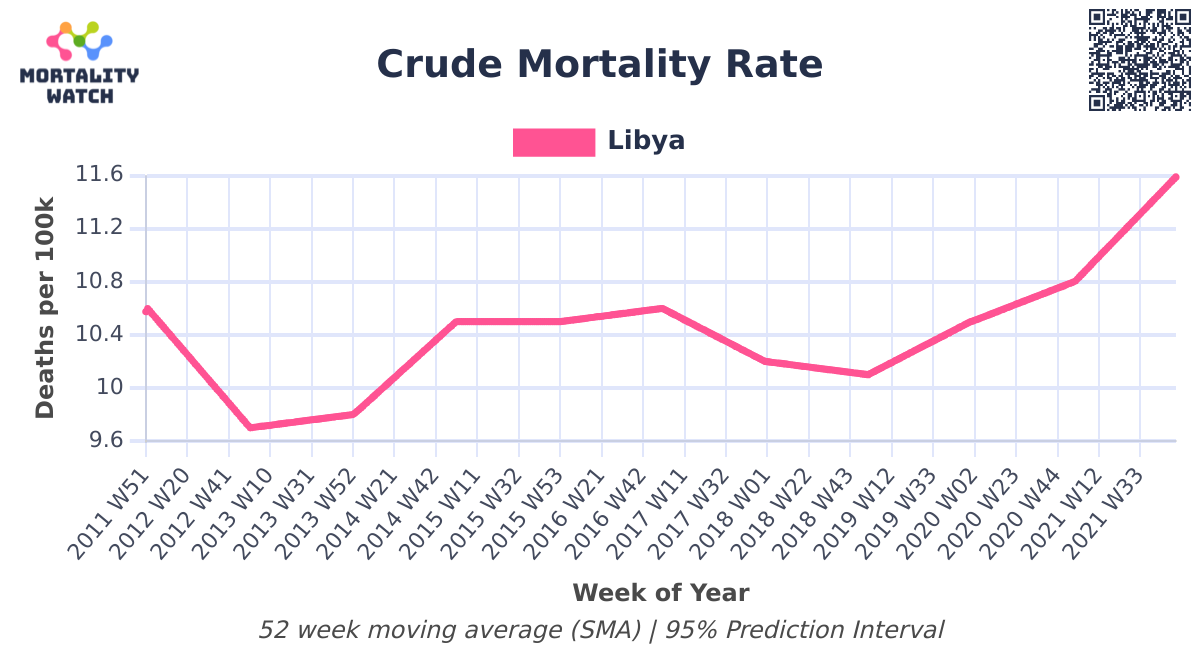 MORTALITY
WATCH
Crude Mortality Rate
Libya
Deaths per 100k
11.6
11.2
10.8
10.4
10
9.6
2011 W51
2012 W20
2012 W41
2013 W10
2013 W31
2013 W52
2014 W21
2014 W42
2015 W11
2015 W32
2015 W53
2016 W21
2016 W42
2017 W11
2017 W32
2018 W01
2018 W22
2018 W43
2019 W12
2019 W33
2020 W02
2020 W23
2020 W44
2021 W12
2021 W33
Week of Year
52 week moving average (SMA) | 95% Prediction Interval